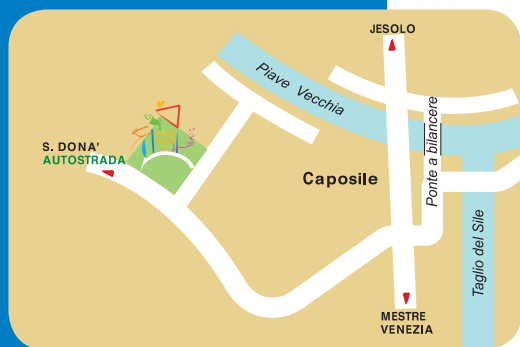 JESOLO
Piave Vecchia
Ponte a bilancere
S. DONA'
AUTOSTRADA
Caposile
Taglio del Sile
MESTRE
VENEZIA